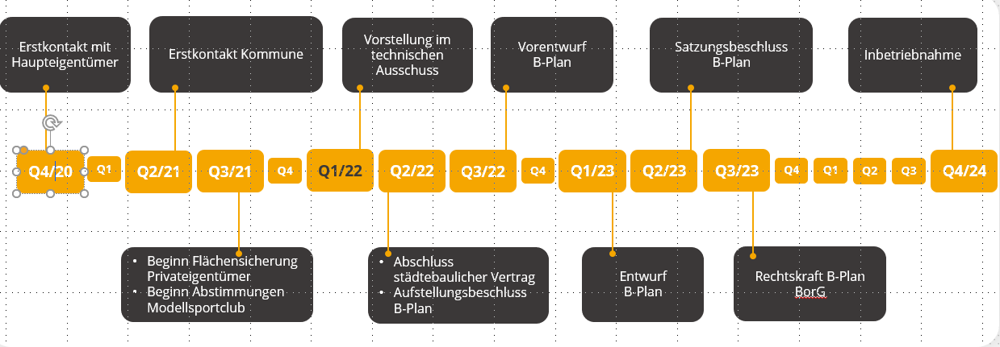 Erstkontakt mit
Haupteigentümer
Erstkontakt Kommune
Vorstellung im
technischen
Ausschuss
Vorentwurf
B-Plan
Satzungsbeschluss
B-Plan
Inbetriebnahme
Q4/20 Q1 Q2/21 Q3/21 Q4 Q1/22 Q2/22 Q3/22 Q4 Q1/23 Q2/23 Q3/23 Q4 Q1 Q2 Q3 Q4/24
• Beginn Flächensicherung
Privateigentümer
• Beginn Abstimmungen
Modellsportclub
• Abschluss
städtebaulicher Vertrag
• Aufstellungsbeschluss
B-Plan
Entwurf
B-Plan
Rechtskraft B-Plan
BorG